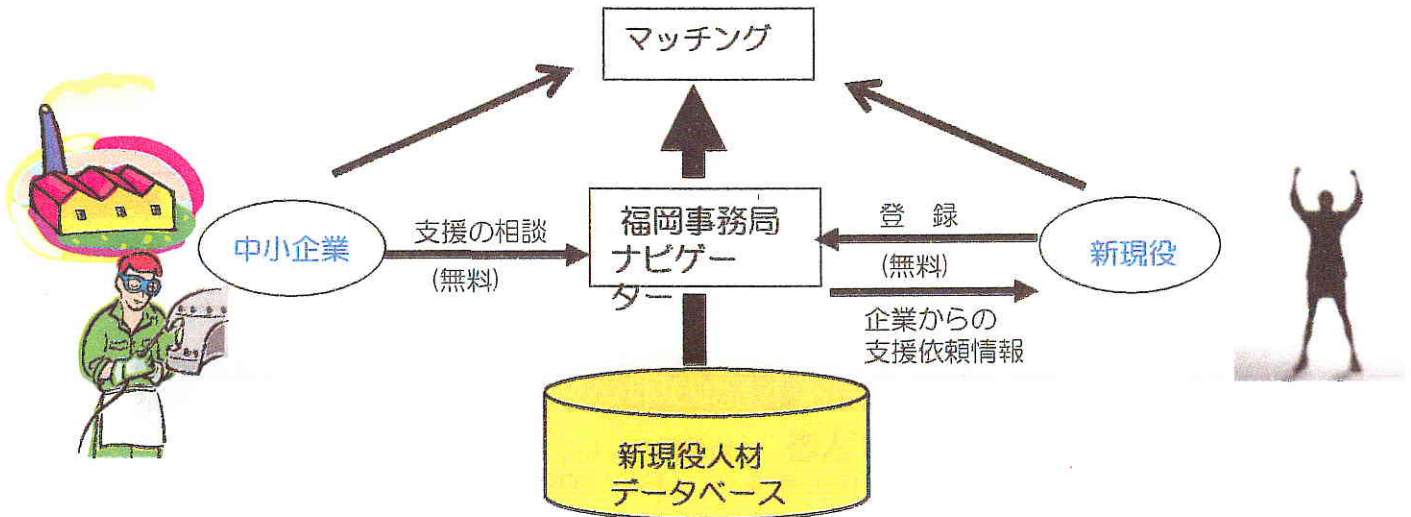 マッチング
中小企業
支援の相談
(無料)
福岡事務局
ナビゲー
ター
登　録
(無料)
企業からの
支援依頼情報
新現役
新現役人材
データベース